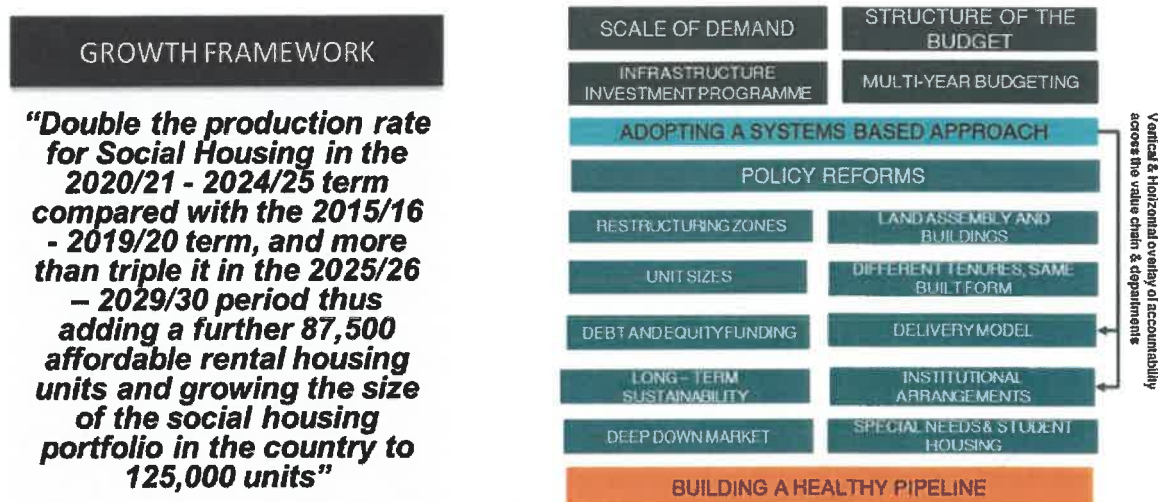 GROWTH FRAMEWORK
“Double the production rate
for Social Housing in the
2020/21 - 2024/25 term
compared with the 2015/16
- 2019/20 term, and more
than triple it in the 2025/26
– 2029/30 period thus
adding a further 87,500
affordable rental housing
units and growing the size
of the social housing
portfolio in the country to
125,000 units”
SCALE OF DEMAND
STRUCTURE OF THE
BUDGET
INFRASTRUCTURE
INVESTMENT PROGRAMME
MULTI-YEAR BUDGETING
ADOPTING A SYSTEMS BASED APPROACH
POLICY REFORMS
RESTRUCTURING ZONES
LAND ASSEMBLY AND
BUILDINGS
UNIT SIZES
DIFFERENT TENURES, SAME
BUILT FORM
DEBT AND EQUITY FUNDING
DELIVERY MODEL
LONG – TERM
SUSTAINABILITY
INSTITUTIONAL
ARRANGEMENTS
DEEP DOWN MARKET
SPECIAL NEEDS & STUDENT
HOUSING
BUILDING A HEALTHY PIPELINE
Vertical & Horizontal overlay of accountability
across the value chain & departments